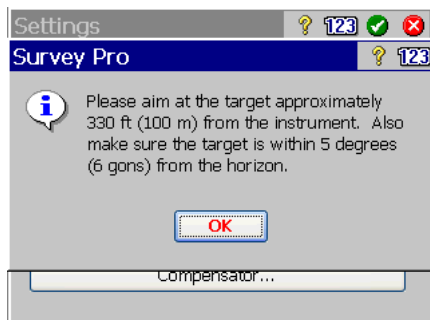 Settings
123
Survey Pro
123
Please aim at the target approximately
330 ft (100 m) from the instrument. Also
make sure the target is within 5 degrees
(6 gons) from the horizon.
OK
Compensator...